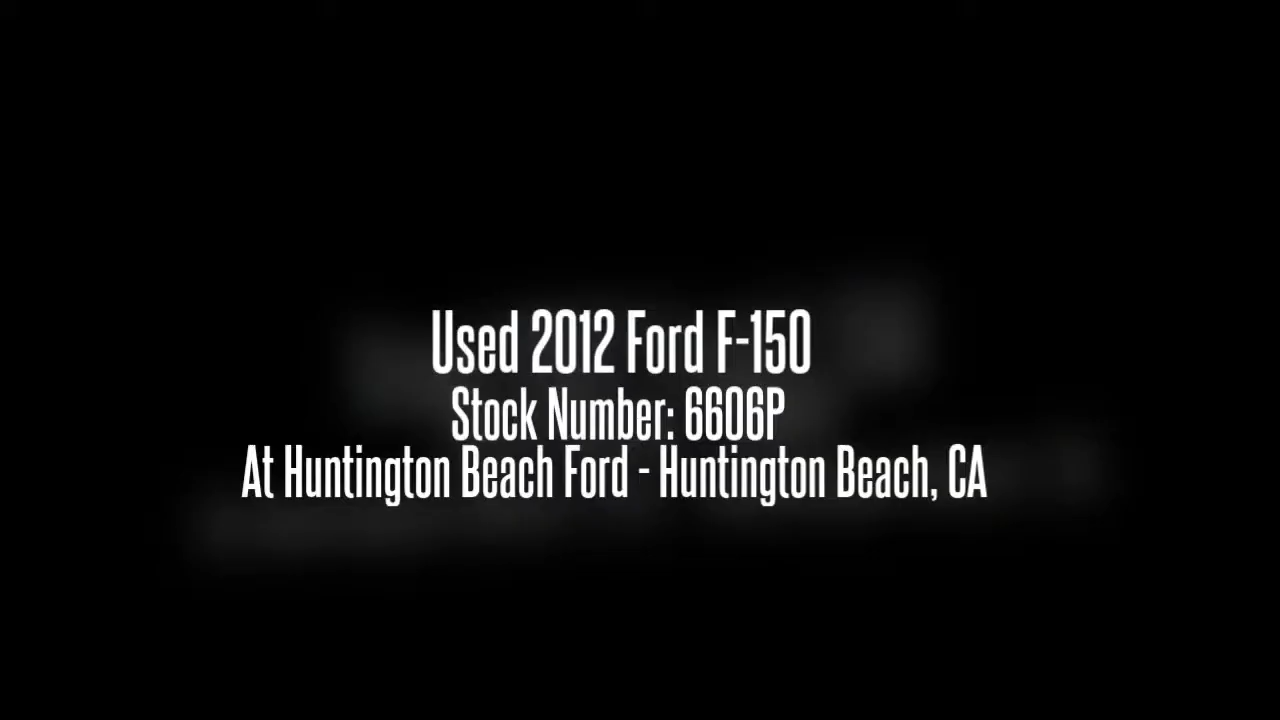 Used 2012 Ford F-150
Stock Number: 6606P
At Huntington Beach Ford - Huntington Beach, CA